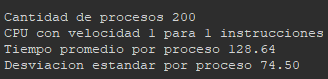 Cantidad de procesos 200
CPU con velocidad 1 para 1 instrucciones
Tiempo promedio por proceso 128.64
Desviacion estandar por proceso 74.50